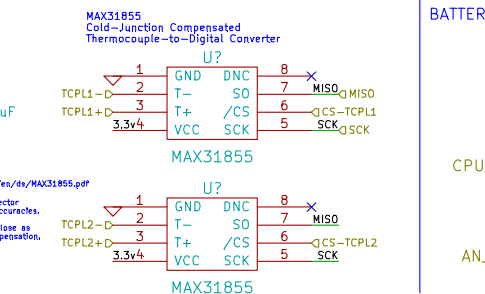 MAX31855
Cold-Junction Compensated
Thermocouple-to-Digital Converter
BATTER
U?
1 GND DNC 8
TCPL1- 2 T- SO 7 MISO MISO
uF TCPL1+ 3 T+ /CS 6 CS-TCPL1
3.3v 4 VCC SCK 5 SCK SCK
MAX31855
CPU
/en/ds/MAX31855.pdf
U?
ector
1 GND DNC 8
ccuracies.
TCPL2- 2 T- SO 7 MISO
lose as
TCPL2+ 3 T+ /CS 6 CS-TCPL2
pensation.
3.3v 4 VCC SCK 5 SCK
AN_
MAX31855